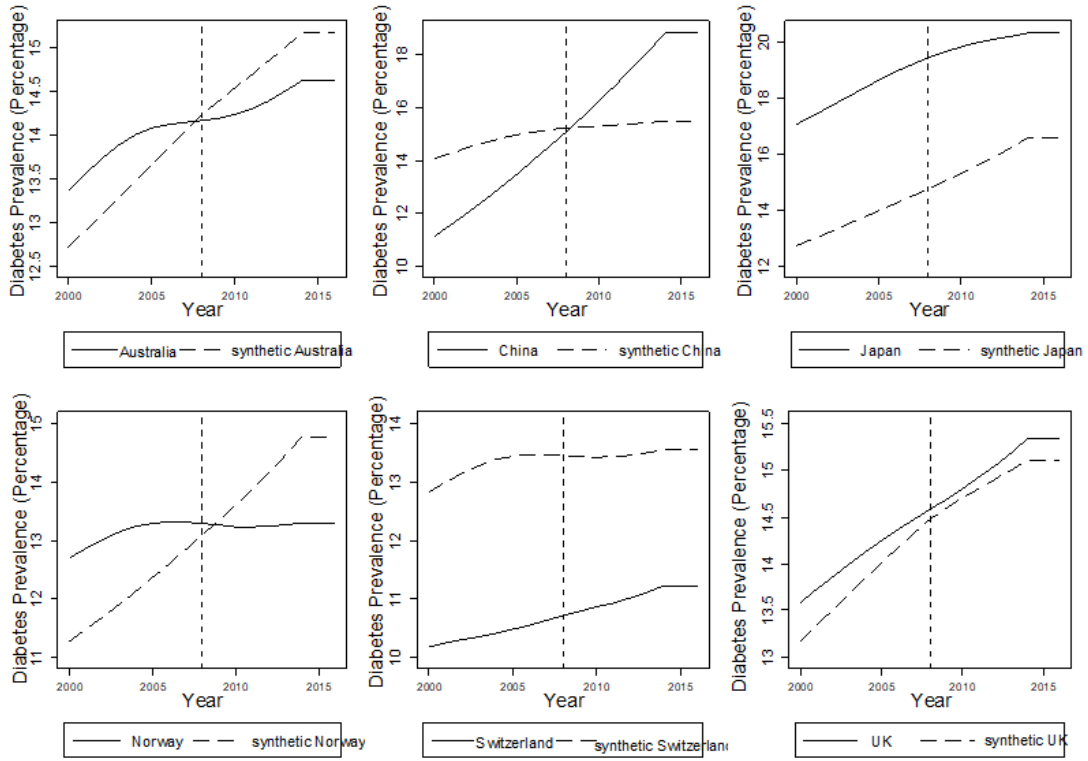 Diabetes Prevalence (Percentage)
15
14.5
14
13.5
13
12.5
2000 2005 2010 2015
Year
Australia synthetic Australia
Diabetes Prevalence (Percentage)
18
16
14
12
10
2000 2005 2010 2015
Year
China synthetic China
Diabetes Prevalence (Percentage)
20
18
16
14
12
2000 2005 2010 2015
Year
Japan synthetic Japan
Diabetes Prevalence (Percentage)
15
14
13
12
11
2000 2005 2010 2015
Year
Norway synthetic Norway
Diabetes Prevalence (Percentage)
14
13
12
11
10
2000 2005 2010 2015
Year
Switzerland synthetic Switzerland
Diabetes Prevalence (Percentage)
15.5
15
14.5
14
13.5
13
2000 2005 2010 2015
Year
UK synthetic UK